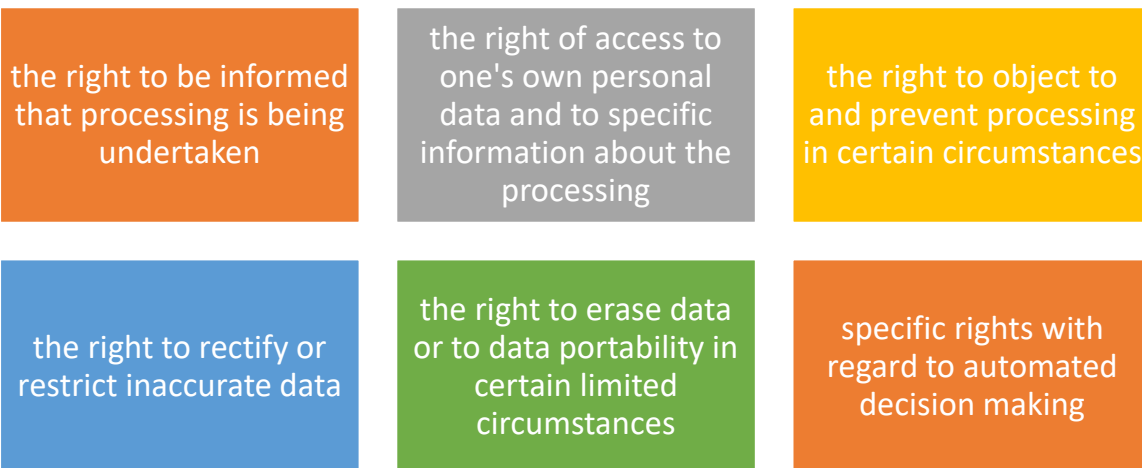 the right to be informed
that processing is being
undertaken
the right of access to
one's own personal
data and to specific
information about the
processing
the right to object to
and prevent processing
in certain circumstances
the right to rectify or
restrict inaccurate data
the right to erase data
or to data portability in
certain limited
circumstances
specific rights with
regard to automated
decision making